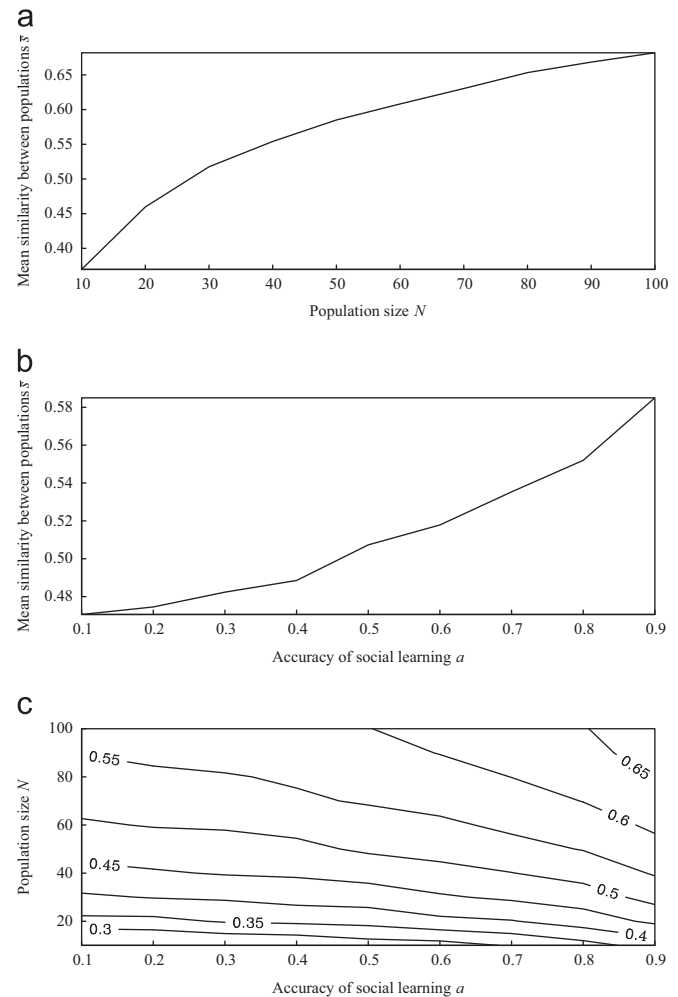 a
Mean similarity between populations s̄
0.65
0.60
0.55
0.50
0.45
0.40
10 20 30 40 50 60 70 80 90 100
Population size N
b
Mean similarity between populations s̄
0.58
0.56
0.54
0.52
0.50
0.48
0.1 0.2 0.3 0.4 0.5 0.6 0.7 0.8 0.9
Accuracy of social learning a
c
Population size N
100
80
60
40
20
0.55
0.65
0.6
0.45
0.5
0.35
0.3
0.4
0.1 0.2 0.3 0.4 0.5 0.6 0.7 0.8 0.9
Accuracy of social learning a